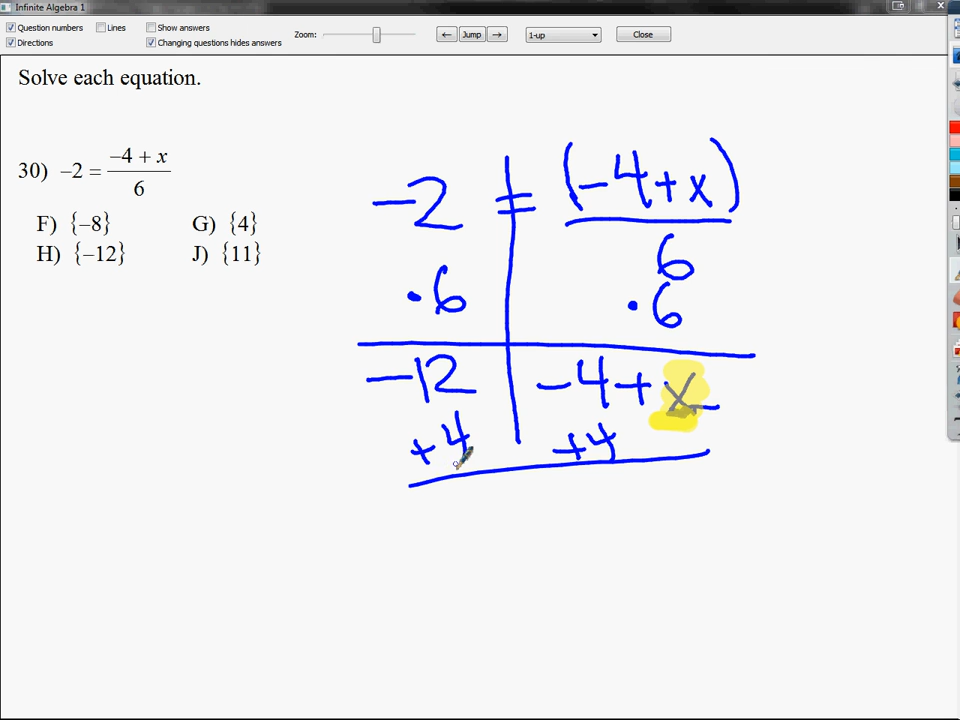 Infinite Algebra 1
Question numbers Lines Show answers
Directions Changing questions hides answers
Zoom: ← Jump → 1-up Close
Solve each equation.
30) −2 = (−4 + x)/6
F) {−8} G) {4}
H) {−12} J) {11}
−2 = (−4+x)
6
•6 •6
−12 −4+x
+4 +4